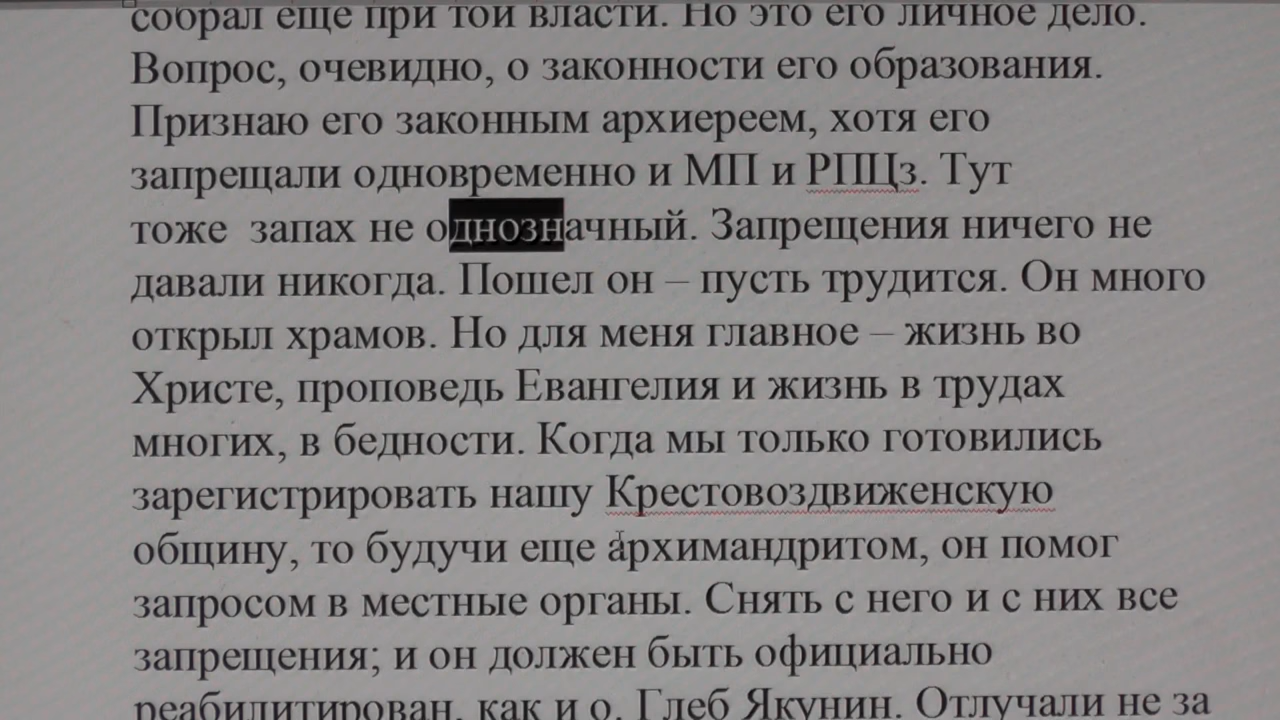 собрал еще при той власти. Но это его личное дело.
Вопрос, очевидно, о законности его образования.
Признаю его законным архиереем, хотя его
запрещали одновременно и МП и РПЦз. Тут
тоже  запах не однозначный. Запрещения ничего не
давали никогда. Пошел он – пусть трудится. Он много
открыл храмов. Но для меня главное – жизнь во
Христе, проповедь Евангелия и жизнь в трудах
многих, в бедности. Когда мы только готовились
зарегистрировать нашу Крестовоздвиженскую
общину, то будучи еще архимандритом, он помог
запросом в местные органы. Снять с него и с них все
запрещения; и он должен быть официально
реабилитирован, как и о. Глеб Якунин. Отлучали не за